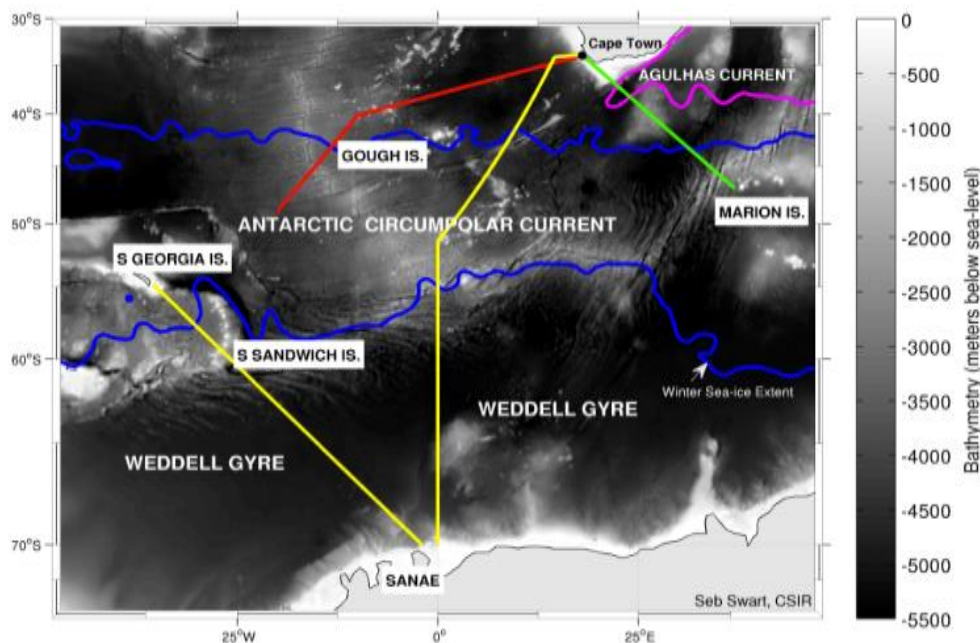 30°S
40°S
50°S
60°S
70°S
Cape Town
AGULHAS CURRENT
GOUGH IS.
MARION IS.
ANTARCTIC CIRCUMPOLAR CURRENT
S GEORGIA IS.
S SANDWICH IS.
Winter Sea-ice Extent
WEDDELL GYRE
WEDDELL GYRE
SANAE
Seb Swart, CSIR
25°W
0°
25°E
0
-500
-1000
-1500
-2000
-2500
-3000
-3500
-4000
-4500
-5000
-5500
Bathymetry (meters below sea-level)